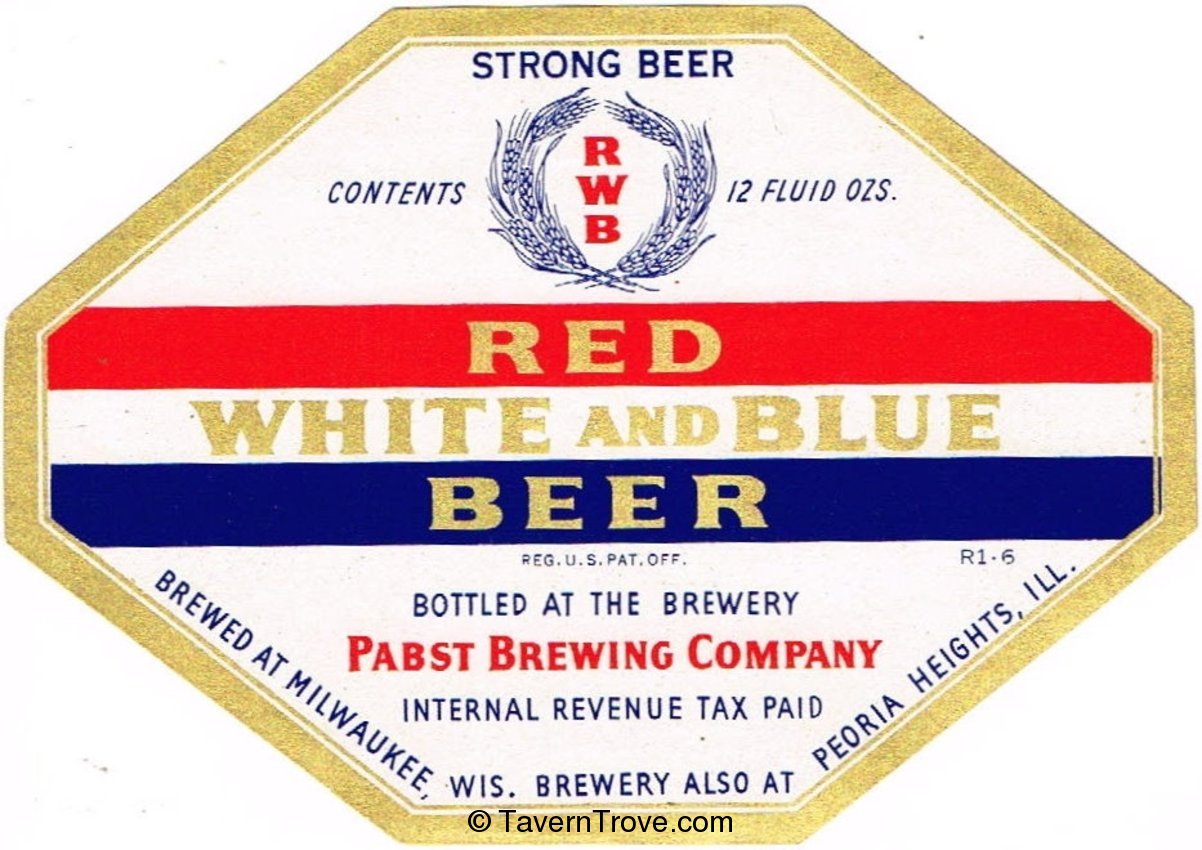 STRONG BEER
CONTENTS
R
W
B
12 FLUID OZS.
RED
WHITE AND BLUE
BEER
REG. U.S. PAT. OFF.
R1-6
BOTTLED AT THE BREWERY
PABST BREWING COMPANY
INTERNAL REVENUE TAX PAID
BREWED AT MILWAUKEE, WIS. BREWERY ALSO AT PEORIA HEIGHTS, ILL.
© TavernTrove.com